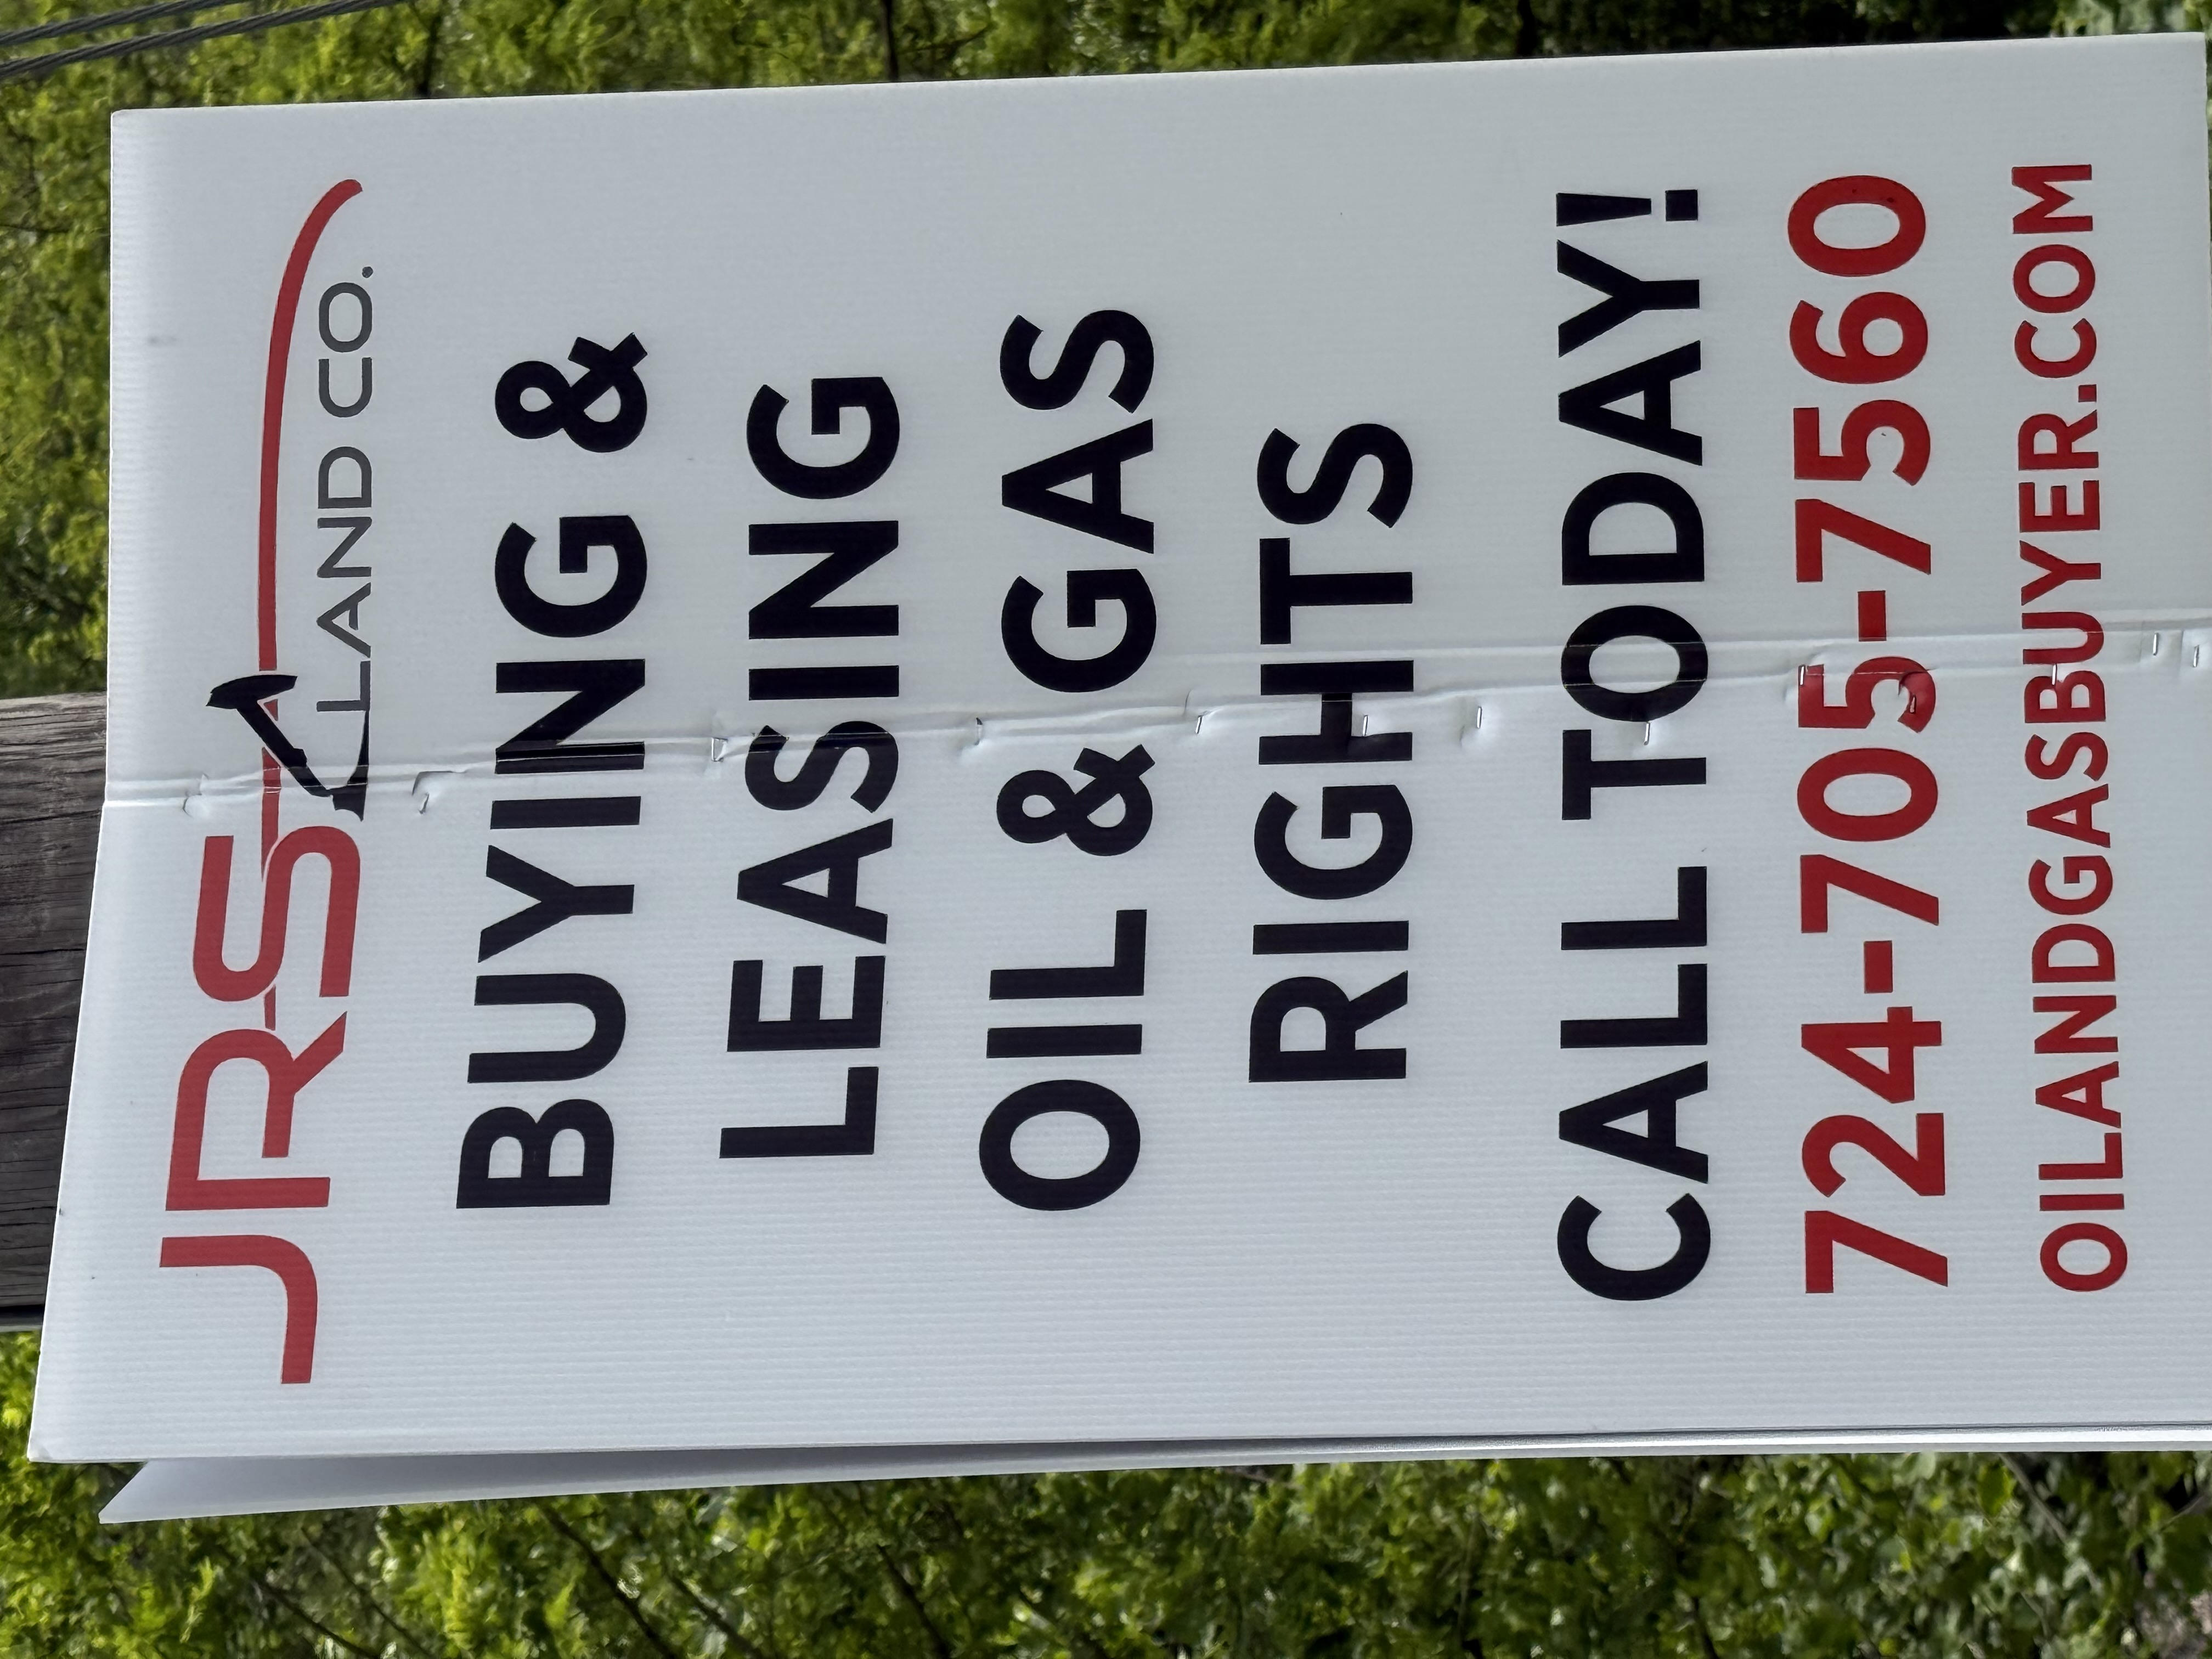 JRS LAND CO.
BUYING &
LEASING
OIL & GAS
RIGHTS
CALL TODAY!
724-705-7560
OILANDGASBUYER.COM